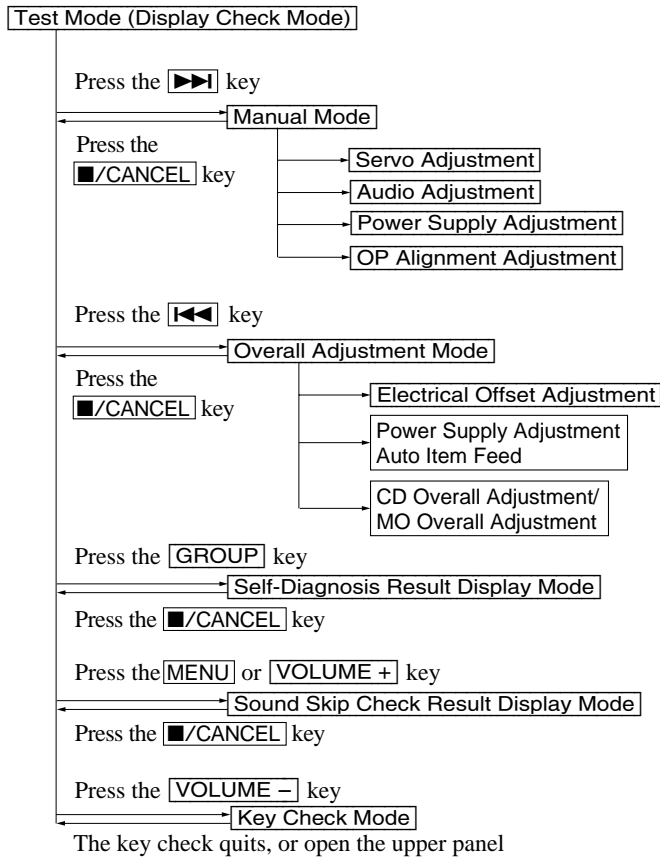 Test Mode (Display Check Mode)
Press the ▶▶I key
Manual Mode
Press the
■/CANCEL key
Servo Adjustment
Audio Adjustment
Power Supply Adjustment
OP Alignment Adjustment
Press the I◀◀ key
Overall Adjustment Mode
Press the
■/CANCEL key
Electrical Offset Adjustment
Power Supply Adjustment
Auto Item Feed
CD Overall Adjustment/
MO Overall Adjustment
Press the GROUP key
Self-Diagnosis Result Display Mode
Press the ■/CANCEL key
Press the MENU or VOLUME + key
Sound Skip Check Result Display Mode
Press the ■/CANCEL key
Press the VOLUME – key
Key Check Mode
The key check quits, or open the upper panel